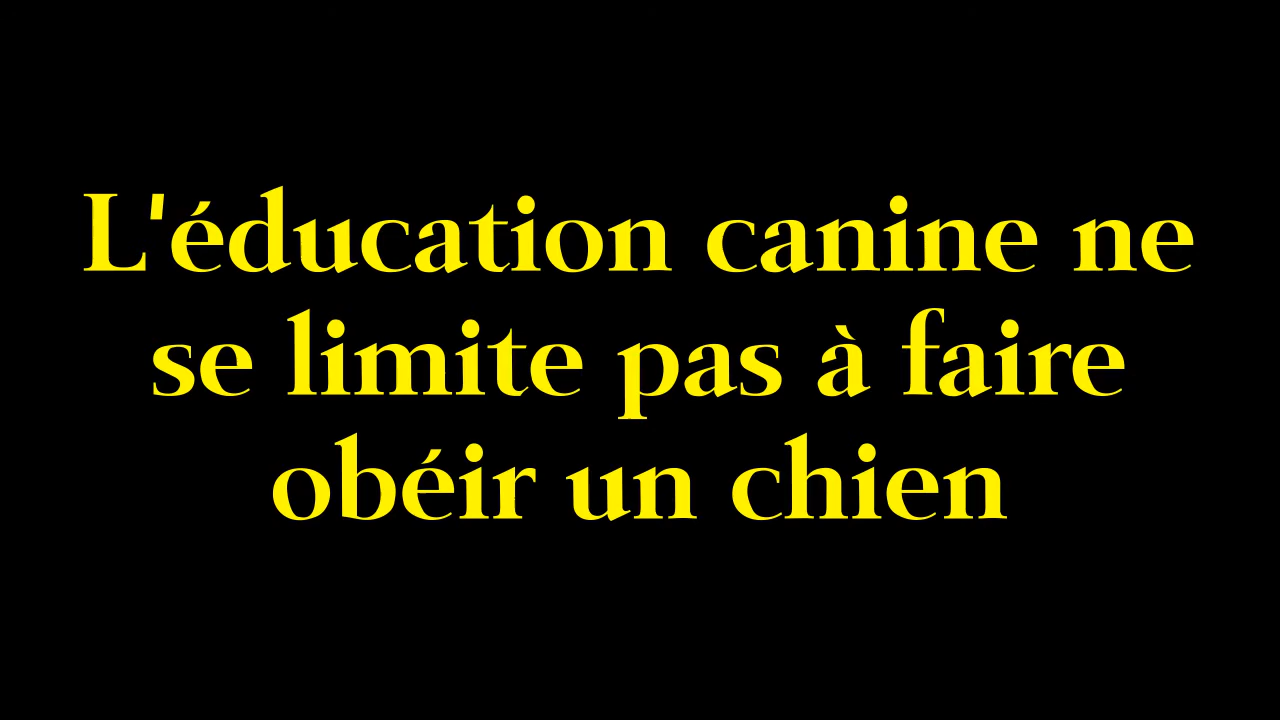 L'éducation canine ne
se limite pas à faire
obéir un chien